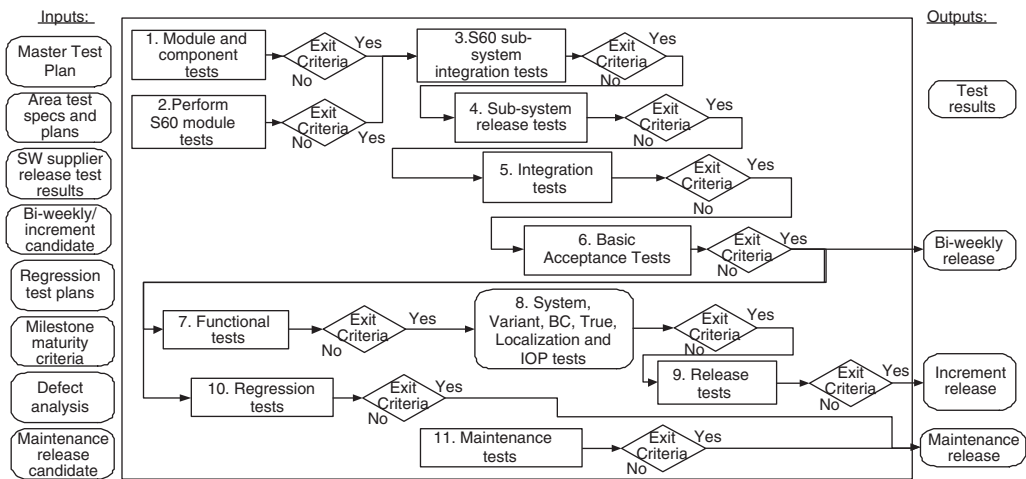 Inputs:
Master Test
Plan
Area test
specs and
plans
SW supplier
release test
results
Bi-weekly/
increment
candidate
Regression
test plans
Milestone
maturity
criteria
Defect
analysis
Maintenance
release
candidate
1. Module and
component
tests
Exit
Criteria
Yes
No
2.Perform
S60 module
tests
Exit
Criteria
No
Yes
3.S60 sub-
system
integration tests
Exit
Criteria
Yes
No
4. Sub-system
release tests
Exit
Criteria
Yes
No
5. Integration
tests
Exit
Criteria
Yes
No
6. Basic
Acceptance Tests
Exit
Criteria
Yes
No
7. Functional
tests
Exit
Criteria
Yes
No
8. System,
Variant, BC, True,
Localization and
IOP tests
Exit
Criteria
Yes
No
9. Release
tests
Exit
Criteria
Yes
No
10. Regression
tests
Exit
Criteria
Yes
No
11. Maintenance
tests
Exit
Criteria
Yes
No
Outputs:
Test
results
Bi-weekly
release
Increment
release
Maintenance
release